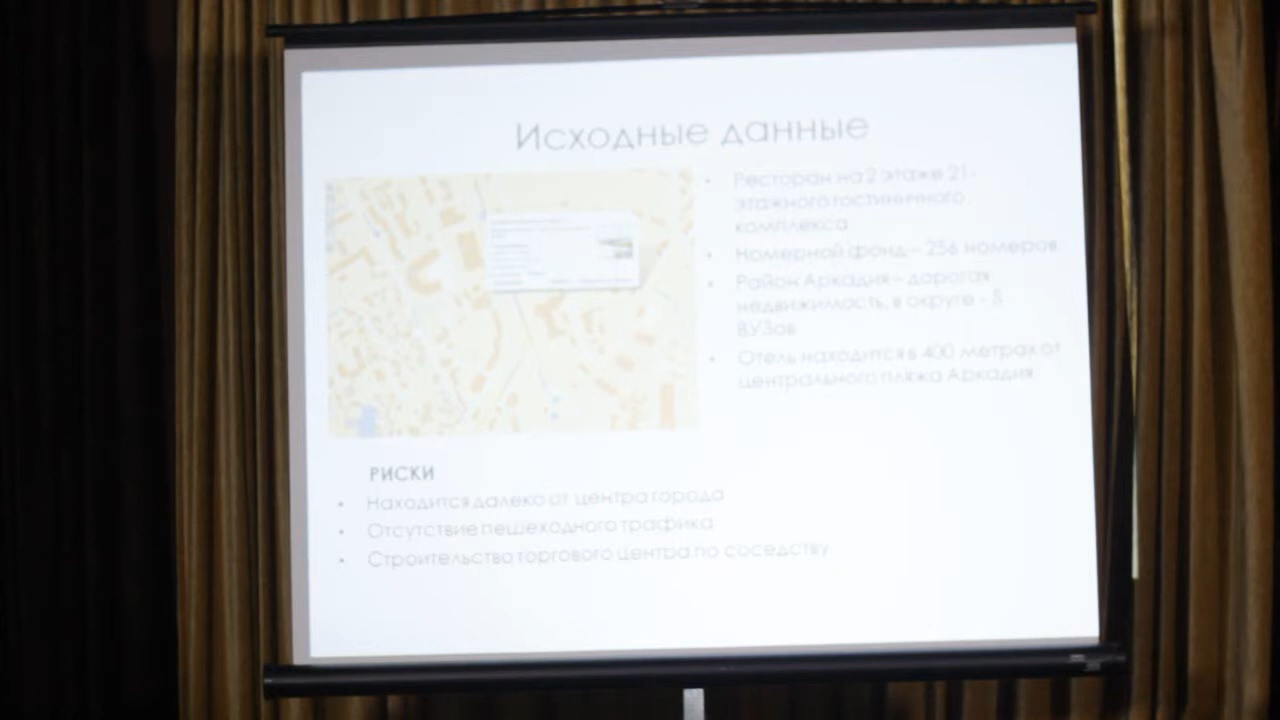 Исходные данные
• Ресторан на 2 этаже 21-
этажного гостиничного
комплекса
• Номерной фонд – 256 номеров
• Район Аркадия – дорогая
недвижимость, в округе - 5
ВУЗов
• Отель находится в 400 метрах от
центрального пляжа Аркадия
РИСКИ
• Находится далеко от центра города
• Отсутствие пешеходного трафика
• Строительство торгового центра по соседству